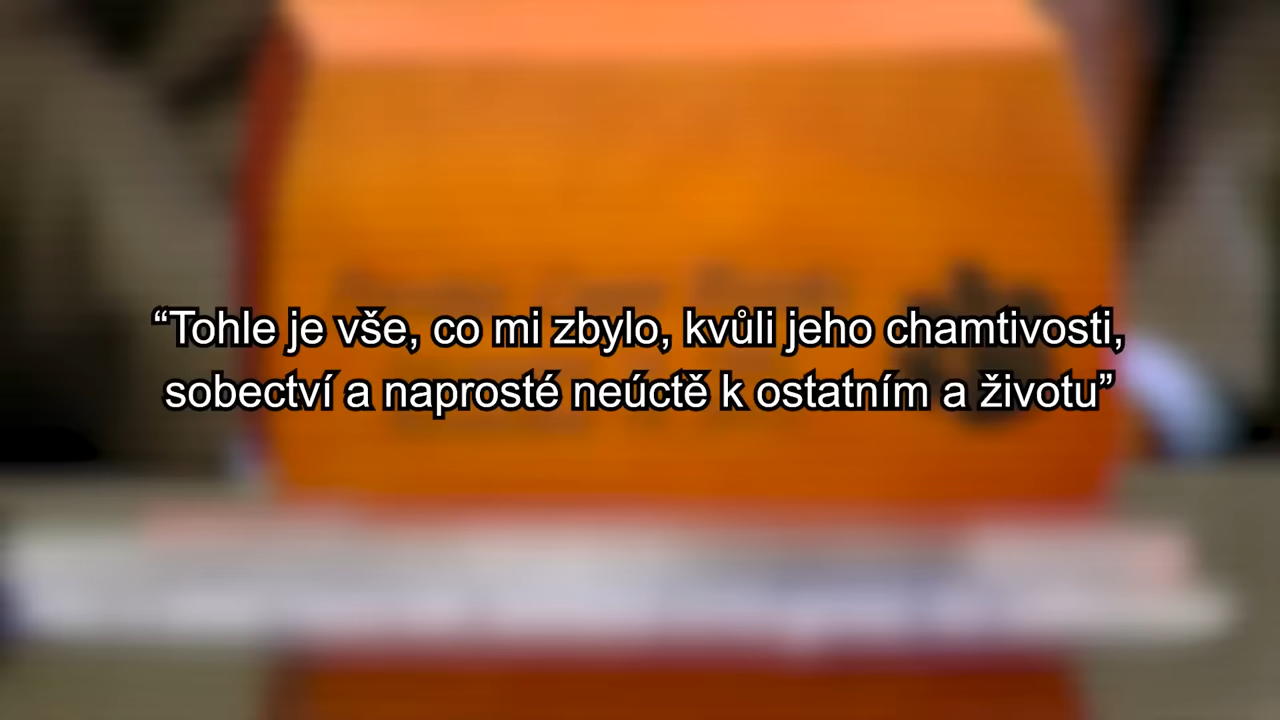 “Tohle je vše, co mi zbylo, kvůli jeho chamtivosti,
sobectví a naprosté neúctě k ostatním a životu”